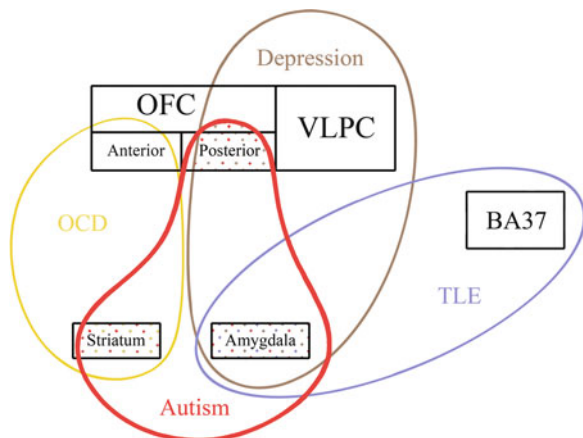 Depression
OFC
VLPC
Anterior
Posterior
BA37
OCD
TLE
Striatum
Amygdala
Autism